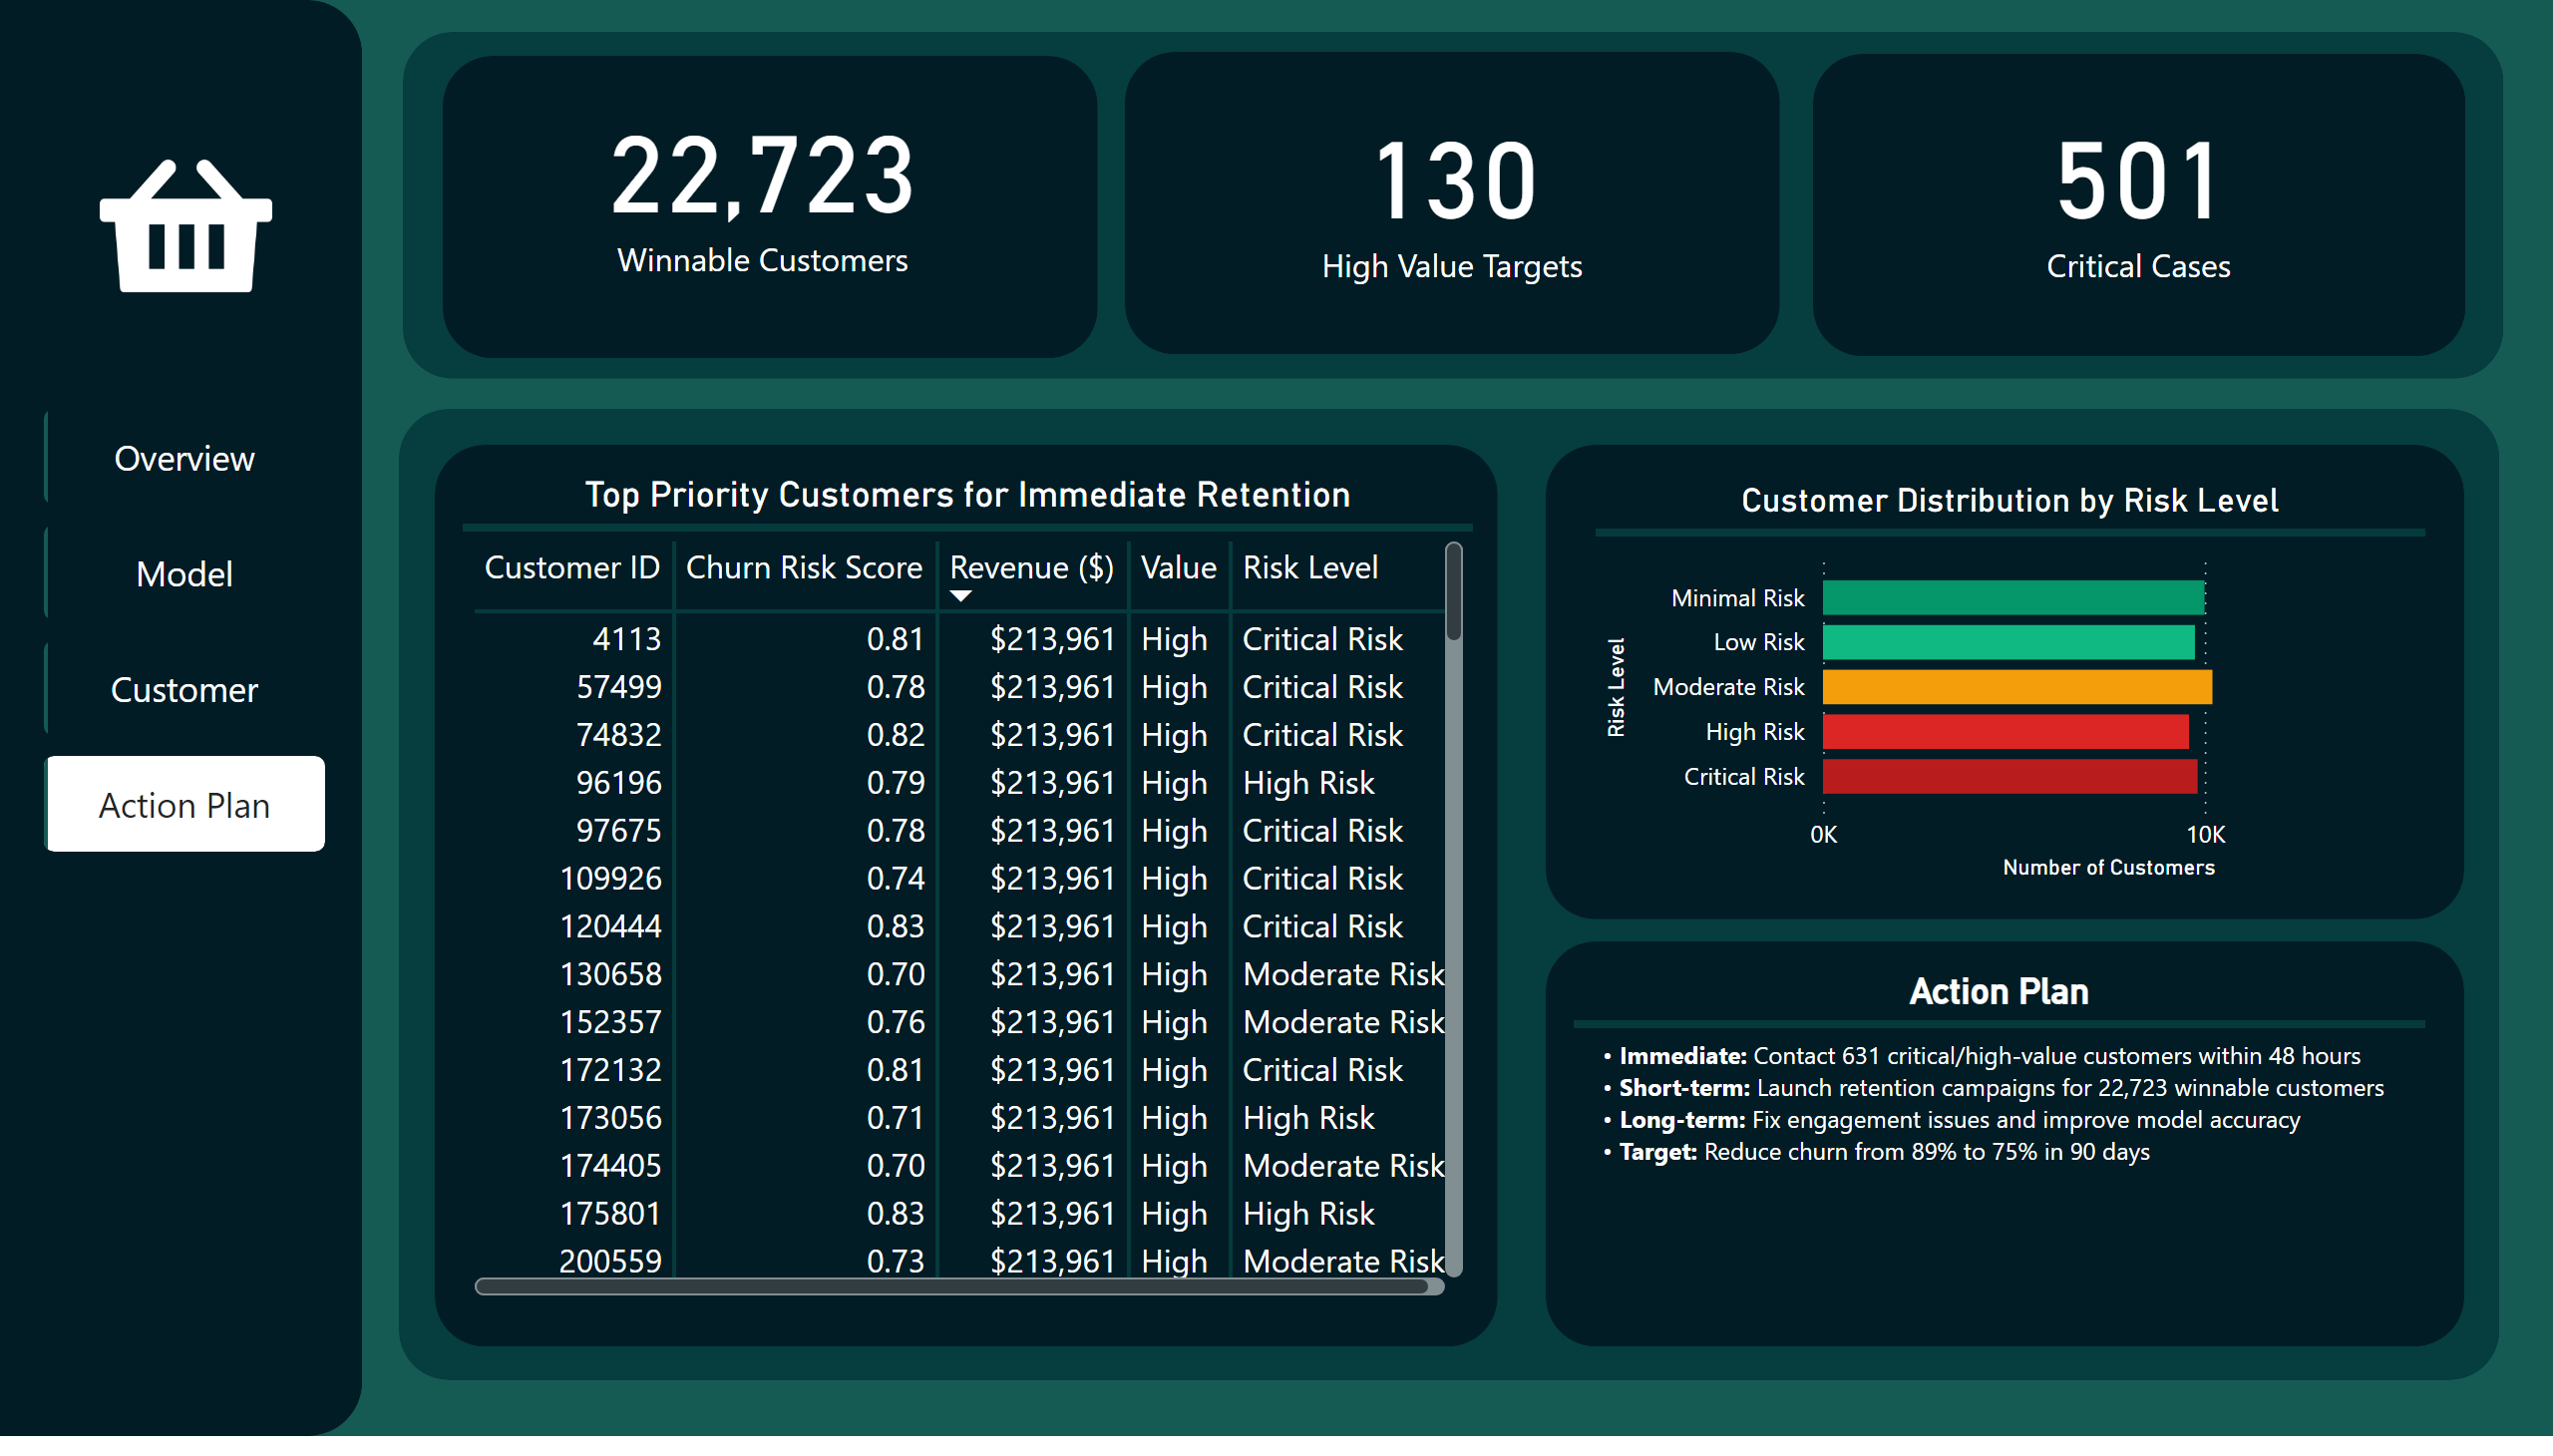 22,723
Winnable Customers
130
High Value Targets
501
Critical Cases
Overview
Model
Customer
Action Plan
Top Priority Customers for Immediate Retention
Customer ID Churn Risk Score Revenue ($) Value Risk Level
4113 0.81 $213,961 High Critical Risk
57499 0.78 $213,961 High Critical Risk
74832 0.82 $213,961 High Critical Risk
96196 0.79 $213,961 High High Risk
97675 0.78 $213,961 High Critical Risk
109926 0.74 $213,961 High Critical Risk
120444 0.83 $213,961 High Critical Risk
130658 0.70 $213,961 High Moderate Risk
152357 0.76 $213,961 High Moderate Risk
172132 0.81 $213,961 High Critical Risk
173056 0.71 $213,961 High High Risk
174405 0.70 $213,961 High Moderate Risk
175801 0.83 $213,961 High High Risk
200559 0.73 $213,961 High Moderate Risk
Customer Distribution by Risk Level
Risk Level
Minimal Risk
Low Risk
Moderate Risk
High Risk
Critical Risk
0K 10K
Number of Customers
Action Plan
• Immediate: Contact 631 critical/high-value customers within 48 hours
• Short-term: Launch retention campaigns for 22,723 winnable customers
• Long-term: Fix engagement issues and improve model accuracy
• Target: Reduce churn from 89% to 75% in 90 days